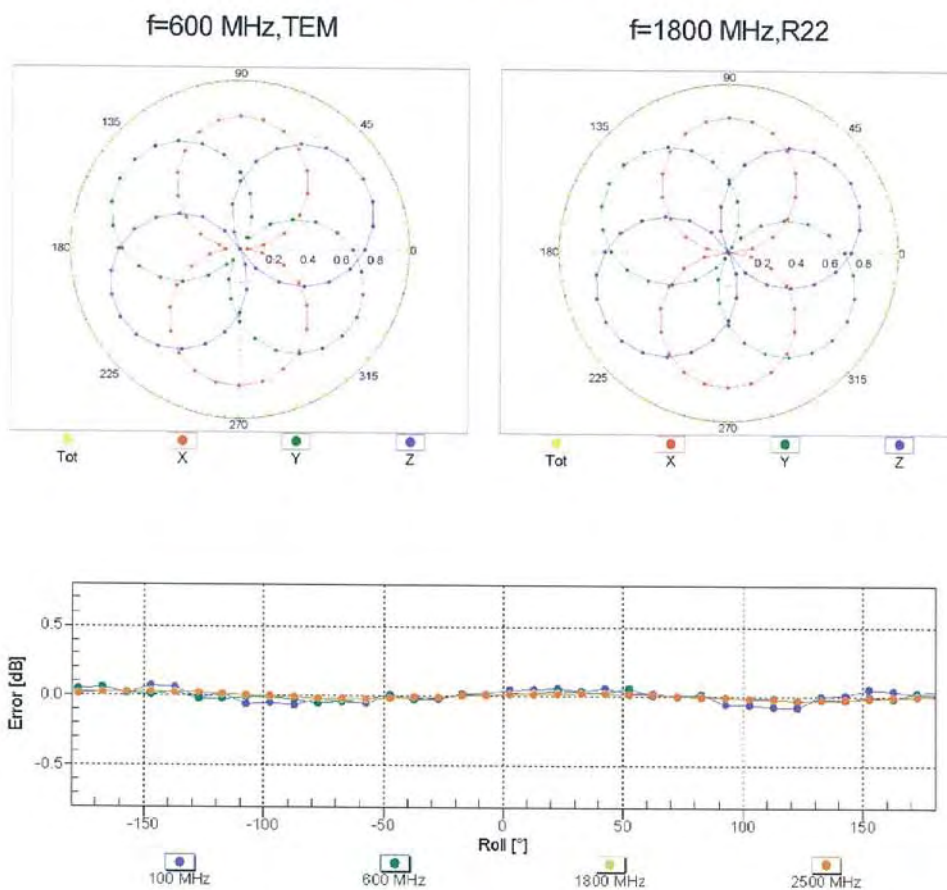 f=600 MHz,TEM
f=1800 MHz,R22
90
135
45
180
0.2
0.4
0.6
0.8
0
225
315
270
Tot
X
Y
Z
90
135
45
180
0.2
0.4
0.6
0.8
0
225
315
270
Tot
X
Y
Z
Error [dB]
0.5
0.0
-0.5
-150
-100
-50
0
50
100
150
Roll [°]
100 MHz
600 MHz
1800 MHz
2500 MHz